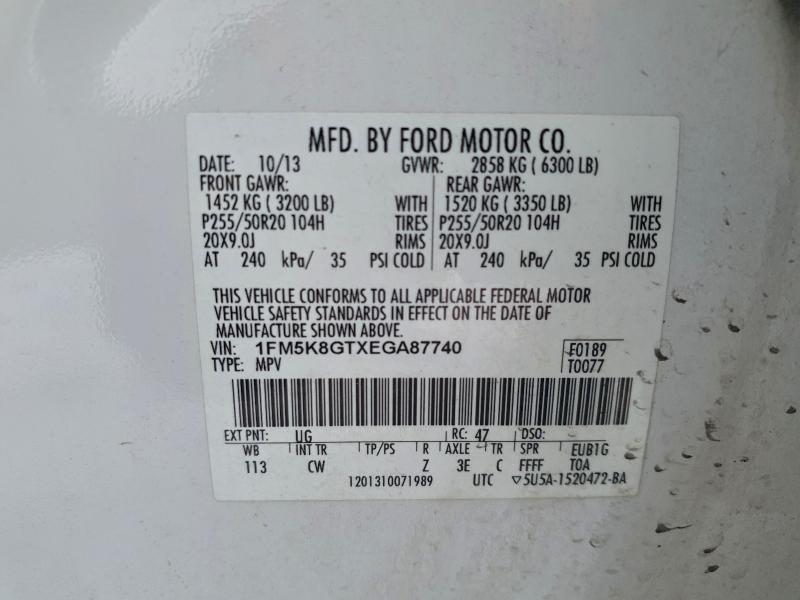 MFD. BY FORD MOTOR CO.
DATE: 10/13 GVWR: 2858 KG ( 6300 LB)
FRONT GAWR: REAR GAWR:
1452 KG ( 3200 LB) WITH 1520 KG ( 3350 LB) WITH
P255/50R20 104H TIRES P255/50R20 104H TIRES
20X9.0J RIMS 20X9.0J RIMS
AT 240 kPa/ 35 PSI COLD AT 240 kPa/ 35 PSI COLD
THIS VEHICLE CONFORMS TO ALL APPLICABLE FEDERAL MOTOR
VEHICLE SAFETY STANDARDS IN EFFECT ON THE DATE OF
MANUFACTURE SHOWN ABOVE.
VIN: 1FM5K8GTXEGA87740 F0189
TYPE: MPV T0077
EXT PNT: UG RC: 47 DSO:
WB INT TR TP/PS R AXLE TR SPR EUB1G
113 CW Z 3E C FFFF TOA
1201310071989 UTC ▽5U5A-1520472-BA